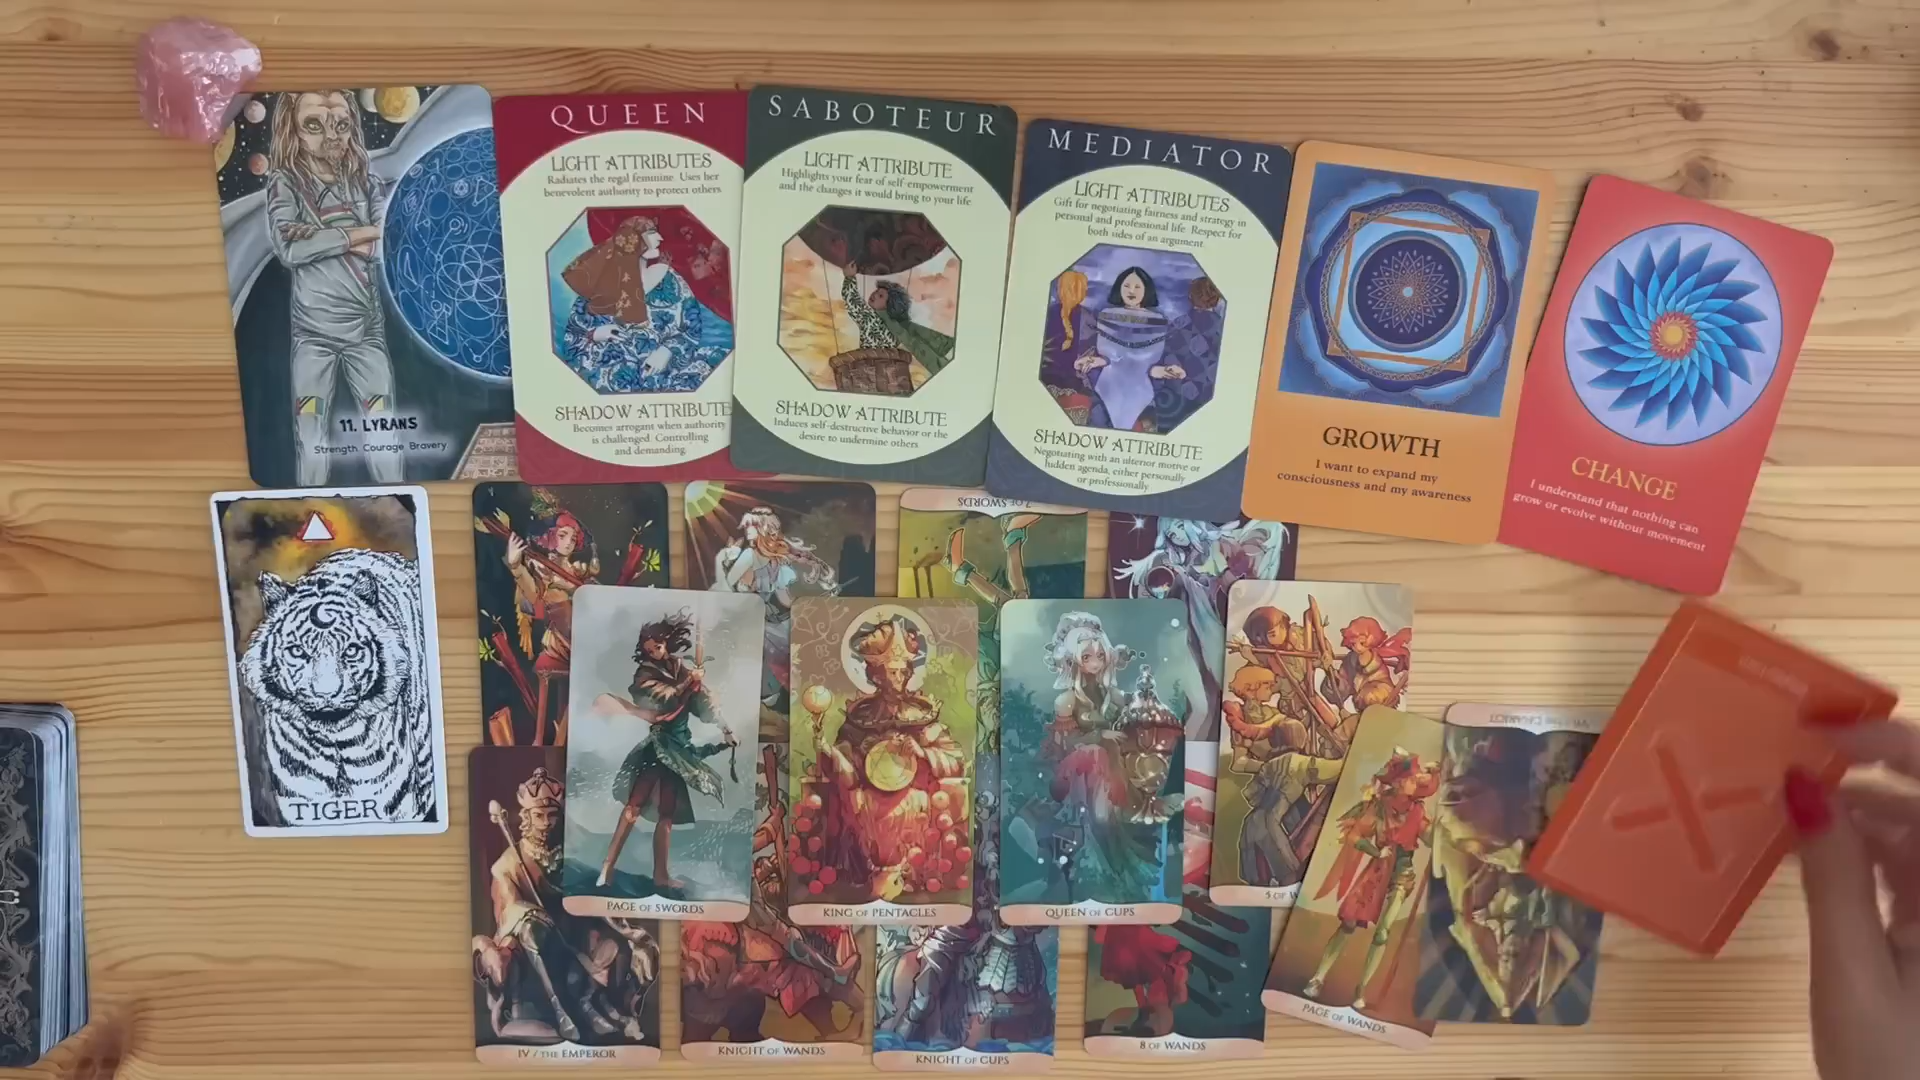 11. LYRANS
Strength Courage Bravery
QUEEN
LIGHT ATTRIBUTES
Radiates the regal feminine. Uses her
benevolent authority to protect others
SHADOW ATTRIBUTE
Becomes arrogant when authority
is challenged. Controlling
and demanding.
SABOTEUR
LIGHT ATTRIBUTE
Highlights your fear of self-empowerment
and the changes it would bring to your life
SHADOW ATTRIBUTE
Induces self-destructive behavior or the
desire to undermine others.
MEDIATOR
LIGHT ATTRIBUTES
Gift for negotiating fairness and strategy in
personal and professional life. Respect for
both sides of an argument.
SHADOW ATTRIBUTE
Negotiating with an ulterior motive or
hidden agenda, either personally
or professionally.
GROWTH
I want to expand my
consciousness and my awareness
CHANGE
I understand that nothing can
grow or evolve without movement
TIGER
7 OF SWORDS
PAGE OF SWORDS
KING OF PENTACLES
QUEEN OF CUPS
5 OF W
VII / THE CHARIOT
PAGE OF WANDS
IV / THE EMPEROR
KNIGHT OF WANDS
KNIGHT OF CUPS
8 OF WANDS